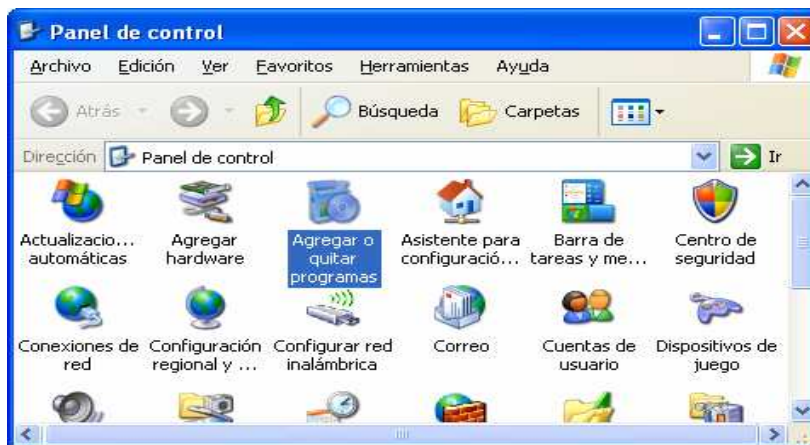 Panel de control
Archivo Edición Ver Favoritos Herramientas Ayuda
Atrás Búsqueda Carpetas
Dirección Panel de control Ir
Actualizacio... automáticas
Agregar hardware
Agregar o quitar programas
Asistente para configuració...
Barra de tareas y me...
Centro de seguridad
Conexiones de red
Configuración regional y ...
Configurar red inalámbrica
Correo
Cuentas de usuario
Dispositivos de juego